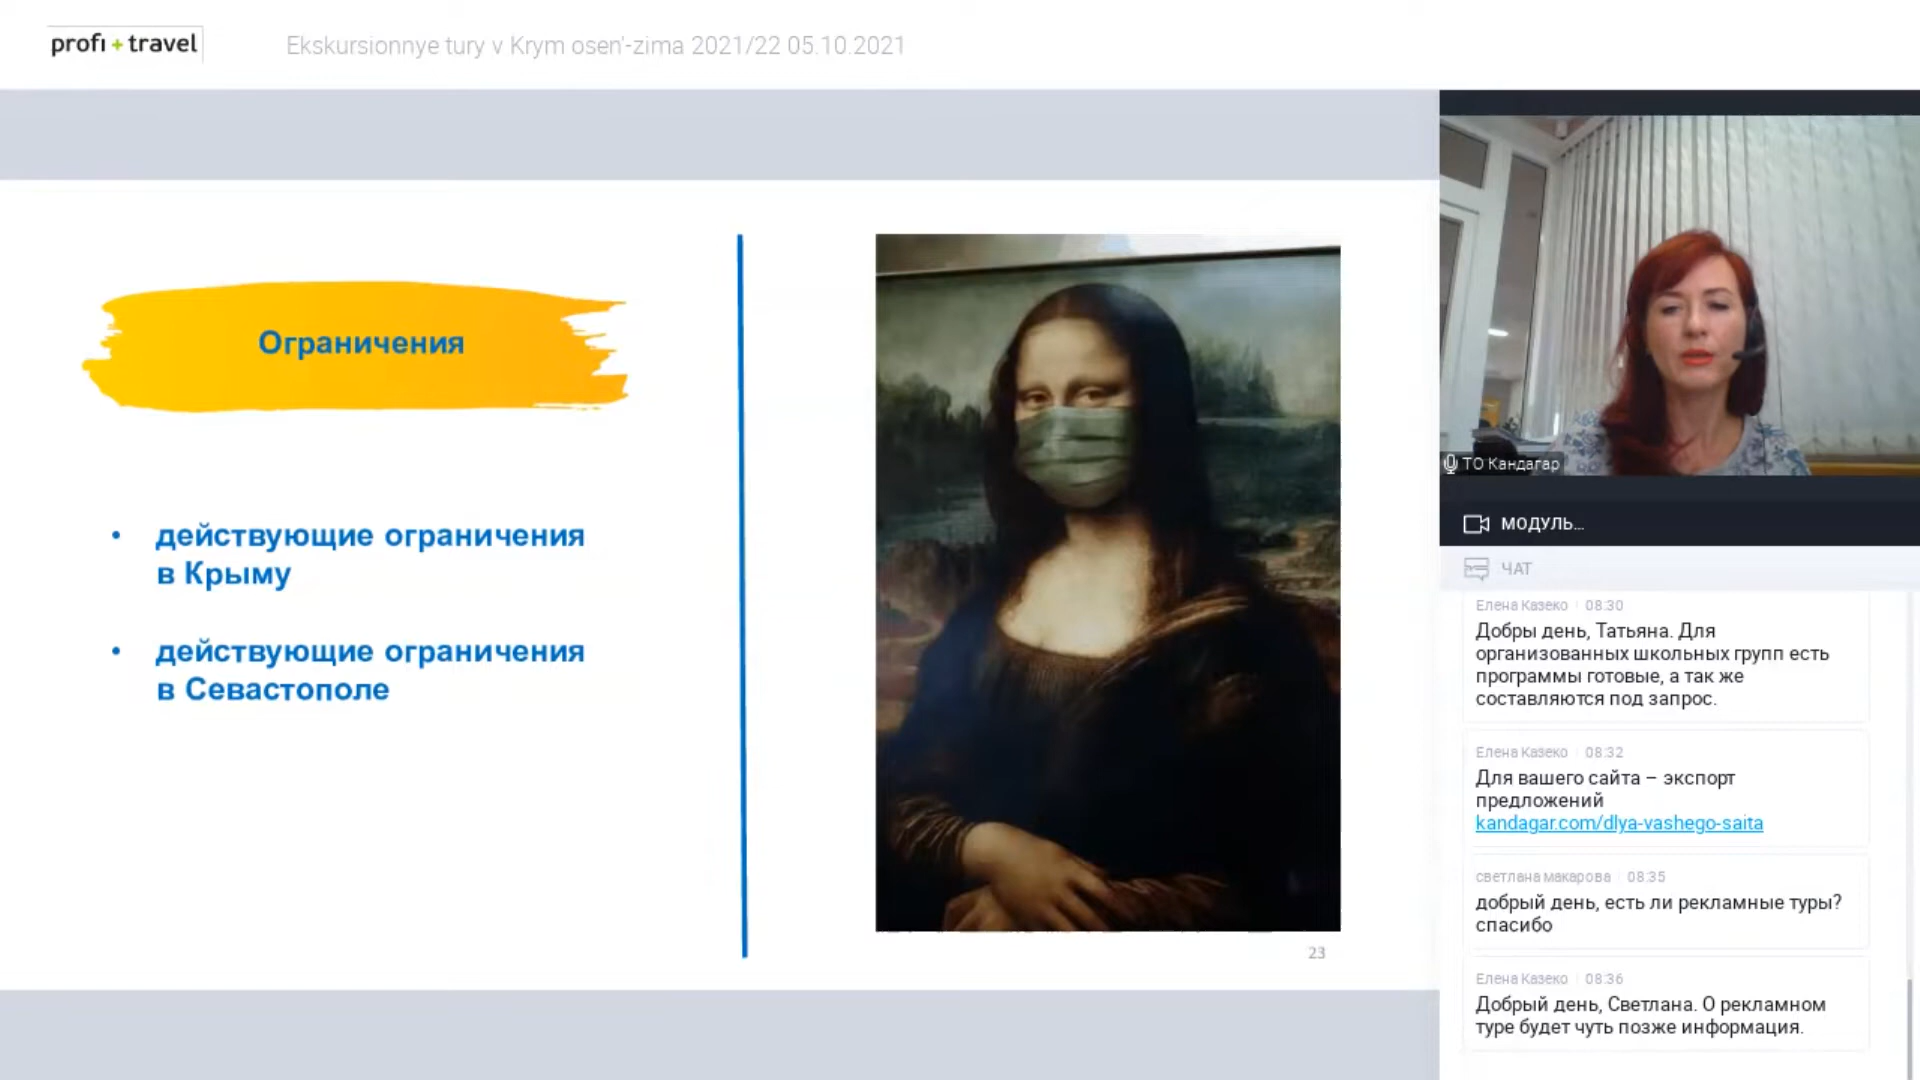 profi + travel
Ekskursionnye tury v Krym osen'-zima 2021/22 05.10.2021
Ограничения
• действующие ограничения
в Крыму
• действующие ограничения
в Севастополе
23
ТО Кандагар
МОДУЛЬ...
ЧАТ
Елена Казеко 08:30
Добры день, Татьяна. Для
организованных школьных групп есть
программы готовые, а так же
составляются под запрос.
Елена Казеко 08:32
Для вашего сайта – экспорт
предложений
kandagar.com/dlya-vashego-saita
светлана макарова 08:35
добрый день, есть ли рекламные туры?
спасибо
Елена Казеко 08:36
Добрый день, Светлана. О рекламном
туре будет чуть позже информация.